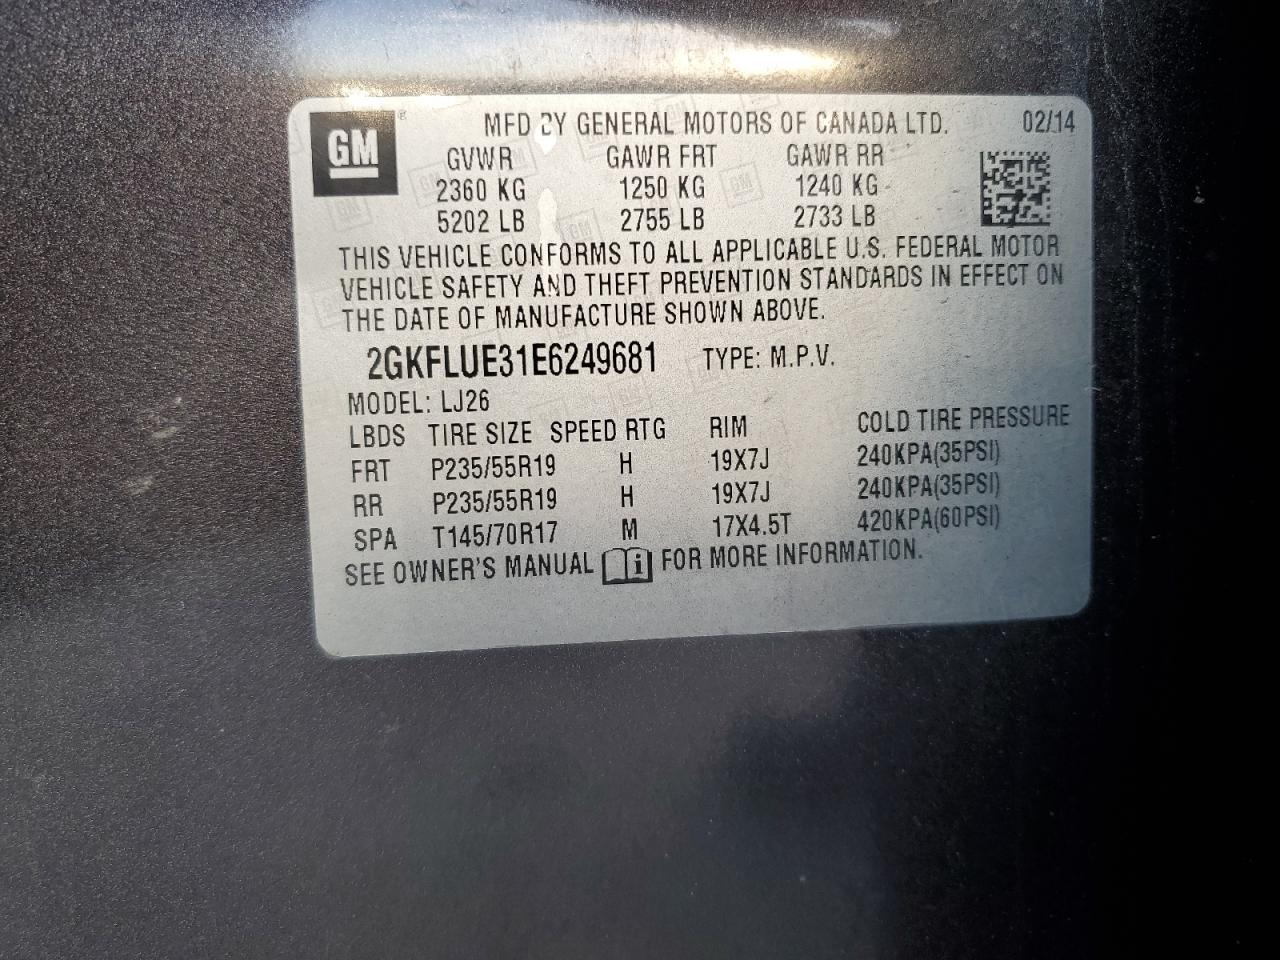 GM ® MFD BY GENERAL MOTORS OF CANADA LTD. 02/14
GVWR GAWR FRT GAWR RR
2360 KG 1250 KG 1240 KG
5202 LB 2755 LB 2733 LB
THIS VEHICLE CONFORMS TO ALL APPLICABLE U.S. FEDERAL MOTOR
VEHICLE SAFETY AND THEFT PREVENTION STANDARDS IN EFFECT ON
THE DATE OF MANUFACTURE SHOWN ABOVE.
2GKFLUE31E6249681 TYPE: M.P.V.
MODEL: LJ26
LBDS TIRE SIZE SPEED RTG RIM COLD TIRE PRESSURE
FRT P235/55R19 H 19X7J 240KPA(35PSI)
RR P235/55R19 H 19X7J 240KPA(35PSI)
SPA T145/70R17 M 17X4.5T 420KPA(60PSI)
SEE OWNER'S MANUAL i FOR MORE INFORMATION.